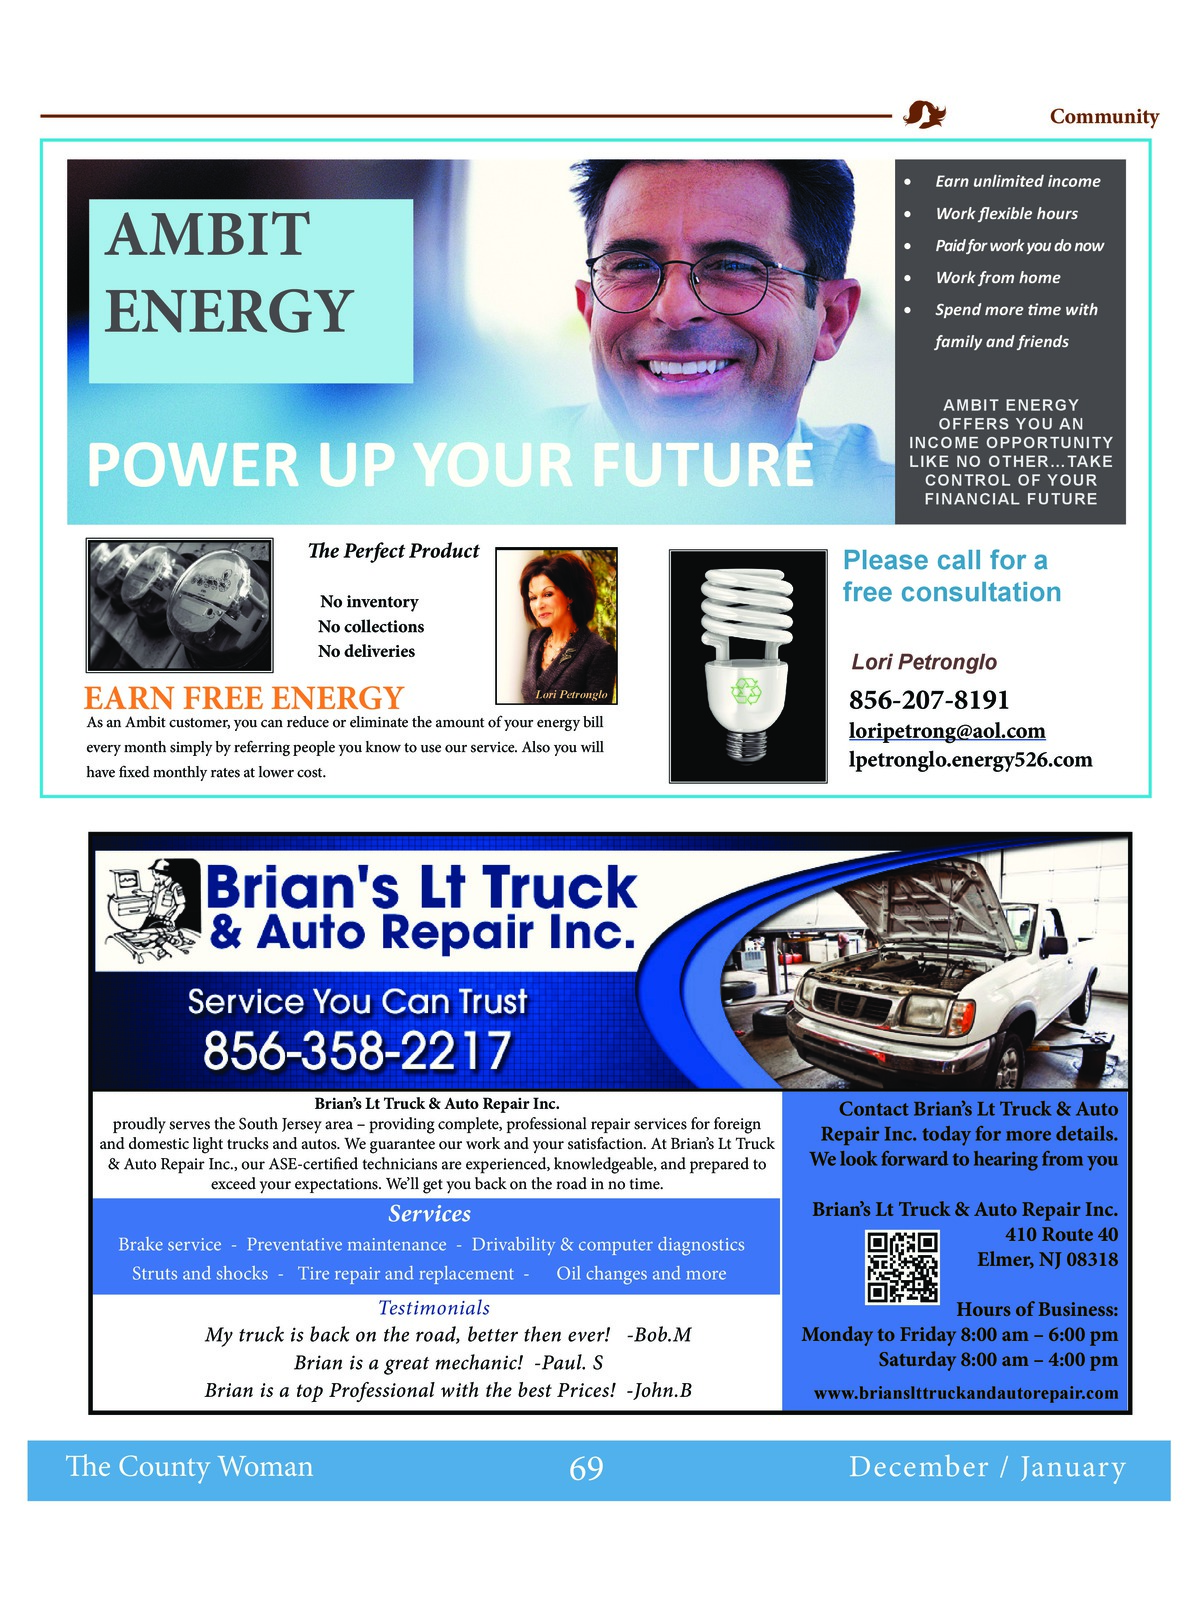 Community
AMBIT
ENERGY
POWER UP YOUR FUTURE
• Earn unlimited income
• Work flexible hours
• Paid for work you do now
• Work from home
• Spend more time with
family and friends
AMBIT ENERGY
OFFERS YOU AN
INCOME OPPORTUNITY
LIKE NO OTHER…TAKE
CONTROL OF YOUR
FINANCIAL FUTURE
The Perfect Product
No inventory
No collections
No deliveries
Lori Petronglo
EARN FREE ENERGY
As an Ambit customer, you can reduce or eliminate the amount of your energy bill
every month simply by referring people you know to use our service. Also you will
have fixed monthly rates at lower cost.
Please call for a
free consultation
Lori Petronglo
856-207-8191
loripetrong@aol.com
lpetronglo.energy526.com
Brian's Lt Truck
& Auto Repair Inc.
Service You Can Trust
856-358-2217
Brian’s Lt Truck & Auto Repair Inc.
proudly serves the South Jersey area – providing complete, professional repair services for foreign
and domestic light trucks and autos. We guarantee our work and your satisfaction. At Brian’s Lt Truck
& Auto Repair Inc., our ASE-certified technicians are experienced, knowledgeable, and prepared to
exceed your expectations. We’ll get you back on the road in no time.
Services
Brake service - Preventative maintenance - Drivability & computer diagnostics
Struts and shocks - Tire repair and replacement - Oil changes and more
Testimonials
My truck is back on the road, better then ever! -Bob.M
Brian is a great mechanic! -Paul. S
Brian is a top Professional with the best Prices! -John.B
Contact Brian’s Lt Truck & Auto
Repair Inc. today for more details.
We look forward to hearing from you
Brian’s Lt Truck & Auto Repair Inc.
410 Route 40
Elmer, NJ 08318
Hours of Business:
Monday to Friday 8:00 am – 6:00 pm
Saturday 8:00 am – 4:00 pm
www.brianslttruckandautorepair.com
The County Woman
69
December / January